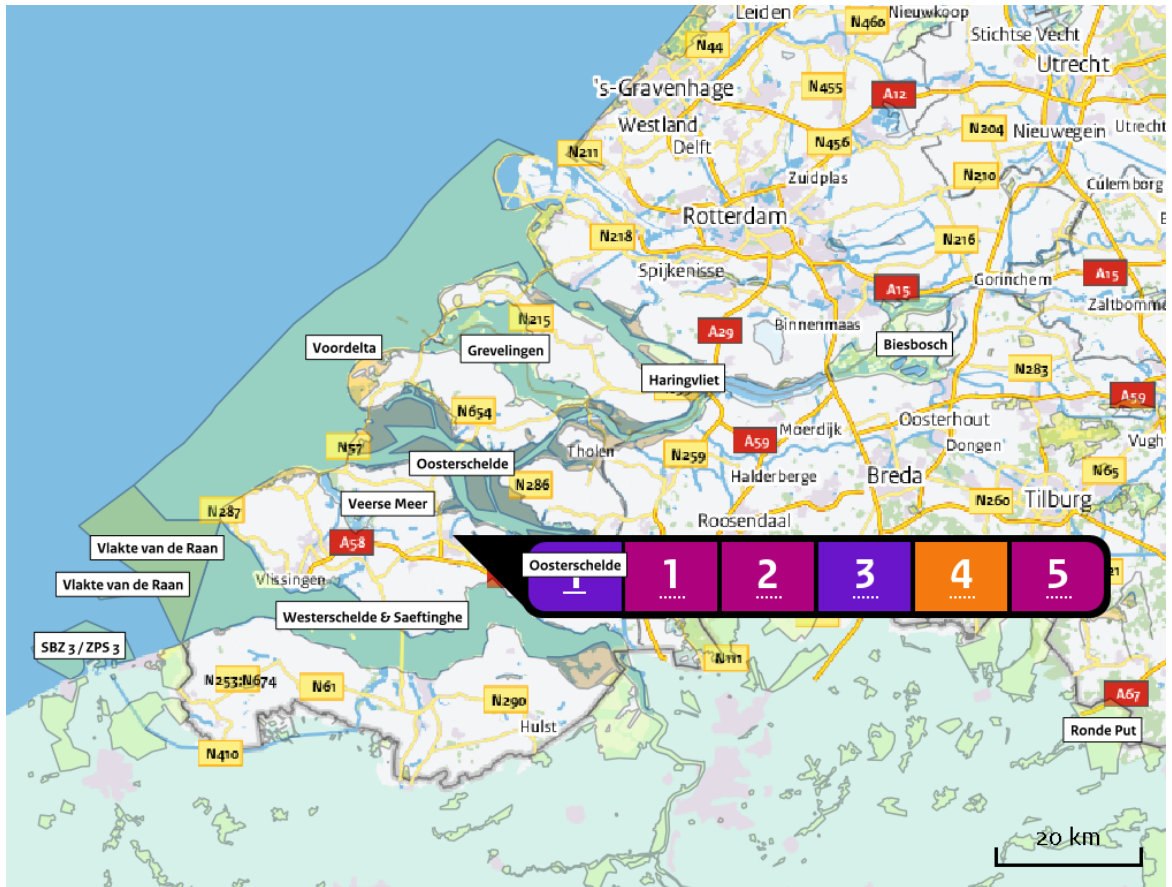 Leiden
N460
Nieuwkoop
Stichtse Vecht
N44
Utrecht
's-Gravenhage
N455
A12
Westland
N456
N204
Nieuwegein
Utrecht
Delft
N211
Zuidplas
N210
Culemborg
Rotterdam
N218
N216
Spijkenisse
Gorinchem
A15
A15
Zaltbomme
N215
A29
Binnenmaas
Biesbosch
Voordelta
Grevelingen
Haringvliet
N283
A59
N654
Oosterhout
Moerdijk
A59
N57
Tholen
N259
Dongen
Vught
Oosterschelde
N65
Halderberge
Breda
N286
Veerse Meer
N260
Tilburg
N287
Roosendaal
A58
Vlakte van de Raan
Oosterschelde
1
2
3
4
5
21
Vlakte van de Raan
Vlissingen
Westerschelde & Saeftinghe
SBZ 3 / ZPS 3
N111
N253;N674
N61
N290
A67
Hulst
Ronde Put
N410
20 km